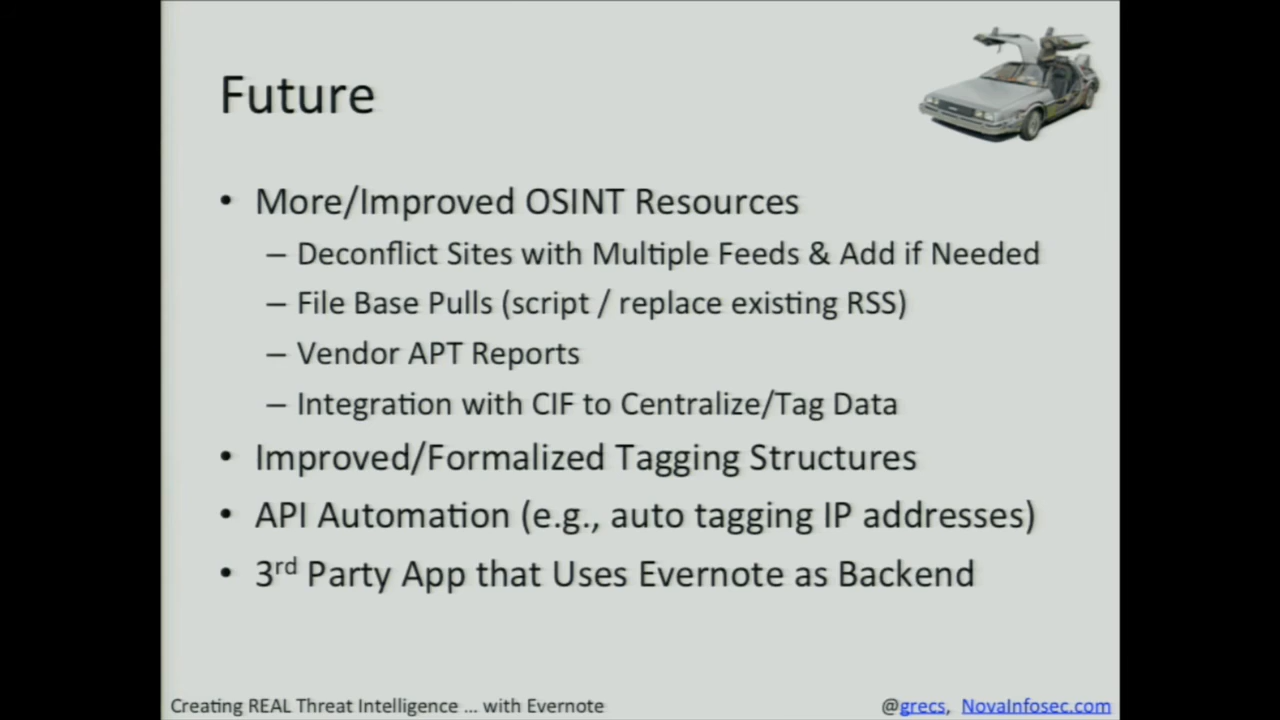 Future
• More/Improved OSINT Resources
– Deconflict Sites with Multiple Feeds & Add if Needed
– File Base Pulls (script / replace existing RSS)
– Vendor APT Reports
– Integration with CIF to Centralize/Tag Data
• Improved/Formalized Tagging Structures
• API Automation (e.g., auto tagging IP addresses)
• 3rd Party App that Uses Evernote as Backend
Creating REAL Threat Intelligence ... with Evernote
@grecs, NovaInfosec.com